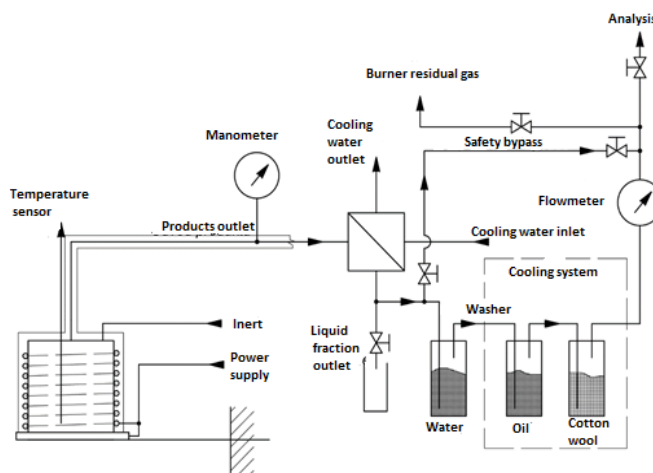 Analysis
Burner residual gas
Manometer
Cooling
water
outlet
Safety bypass
Temperature
sensor
Flowmeter
Products outlet
Cooling water inlet
Cooling system
Inert
Washer
Liquid
fraction
outlet
Power
supply
Water
Oil
Cotton
wool